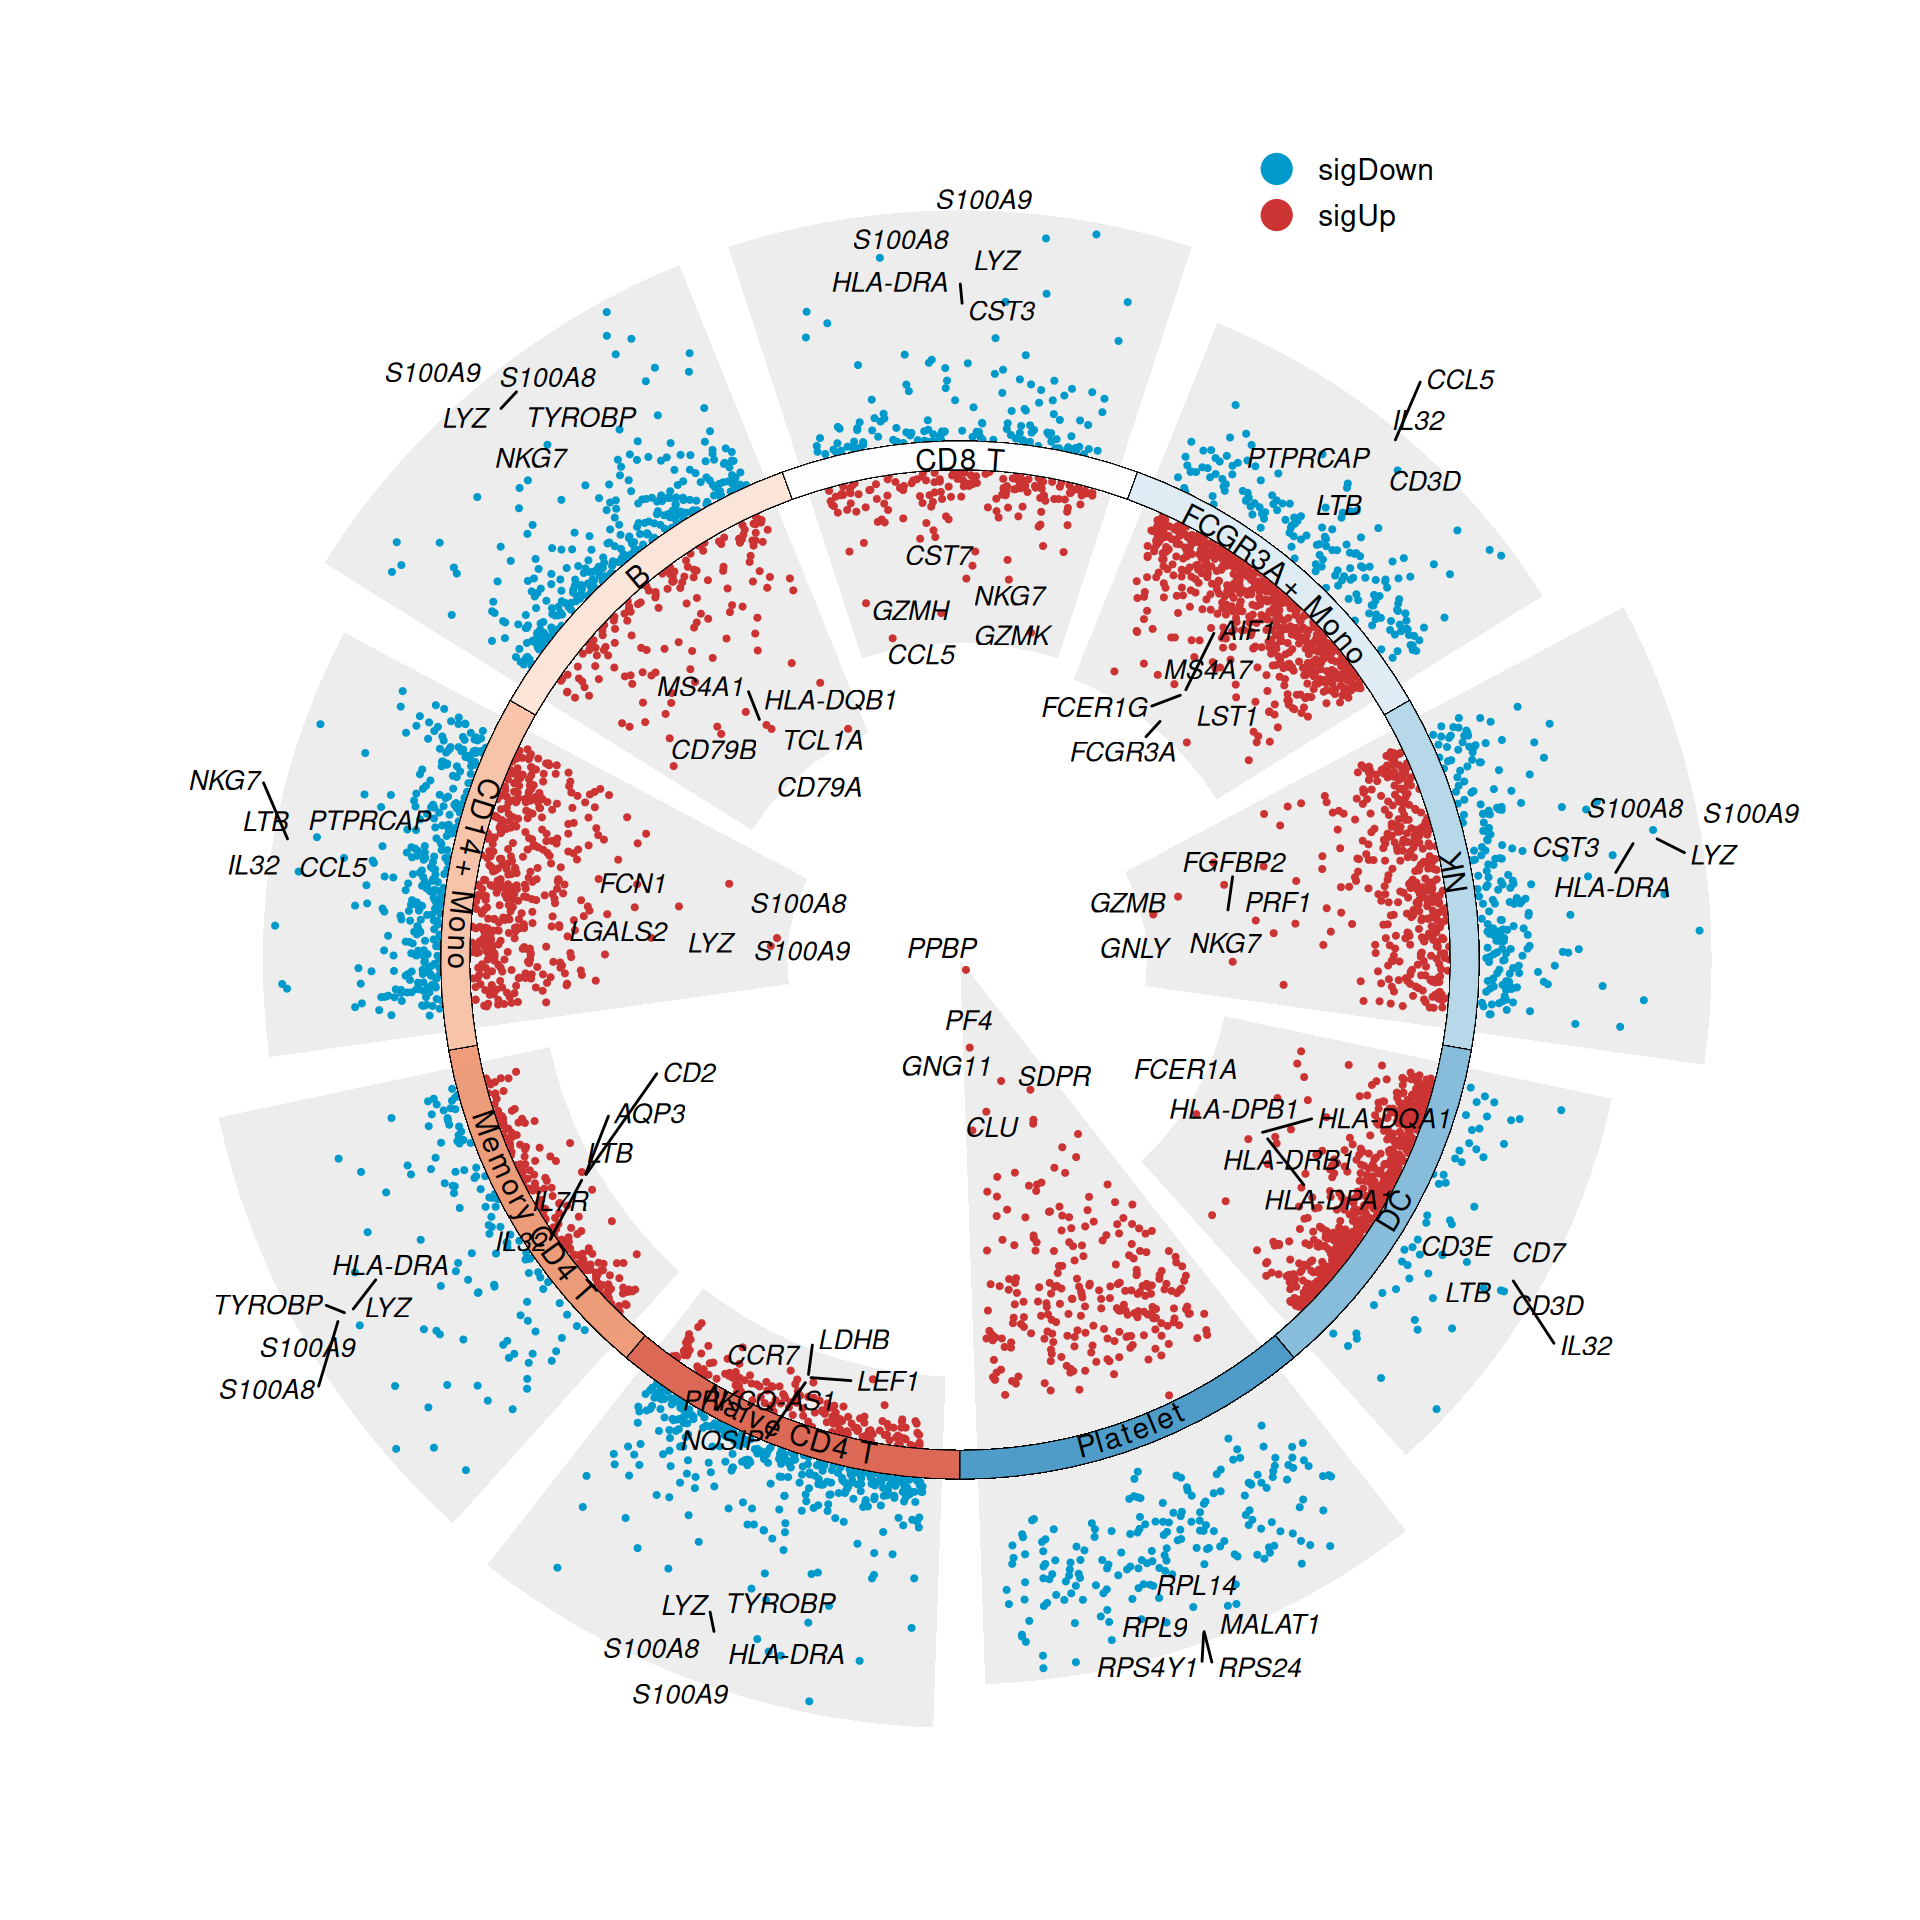 sigDown
sigUp
S100A9
S100A8
LYZ
HLA-DRA
CST3
CD8 T
CST7
NKG7
GZMH
GZMK
CCL5
CCL5
IL32
PTPRCAP
CD3D
LTB
FCGR3A+ Mono
AIF1
MS4A7
FCER1G
LST1
FCGR3A
S100A8
S100A9
CST3
LYZ
HLA-DRA
NK
FGFBP2
GZMB
PRF1
GNLY
NKG7
FCER1A
HLA-DPB1
HLA-DQA1
HLA-DRB1
HLA-DPA1
DC
CD3E
CD7
LTB
CD3D
IL32
PPBP
PF4
GNG11
SDPR
CLU
Platelet
RPL14
RPL9
MALAT1
RPS4Y1
RPS24
LDHB
CCR7
LEF1
PRKCQ-AS1
NOSIP
Naive CD4 T
LYZ
TYROBP
S100A8
HLA-DRA
S100A9
CD2
AQP3
LTB
IL7R
IL32
Memory CD4 T
HLA-DRA
TYROBP
LYZ
S100A9
S100A8
NKG7
LTB
PTPRCAP
IL32
CCL5
CD14+ Mono
FCN1
S100A8
LGALS2
LYZ
S100A9
S100A9
S100A8
LYZ
TYROBP
NKG7
B
MS4A1
HLA-DQB1
CD79B
TCL1A
CD79A